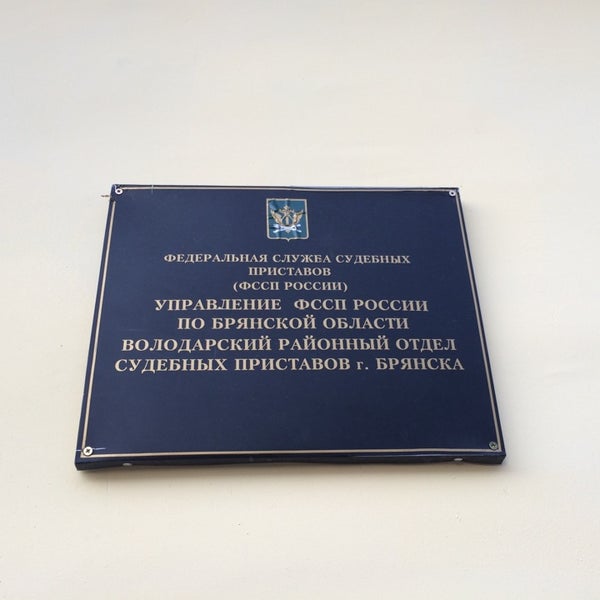 ФЕДЕРАЛЬНАЯ СЛУЖБА СУДЕБНЫХ
ПРИСТАВОВ
(ФССП РОССИИ)
УПРАВЛЕНИЕ ФССП РОССИИ
ПО БРЯНСКОЙ ОБЛАСТИ
ВОЛОДАРСКИЙ РАЙОННЫЙ ОТДЕЛ
СУДЕБНЫХ ПРИСТАВОВ г. БРЯНСКА